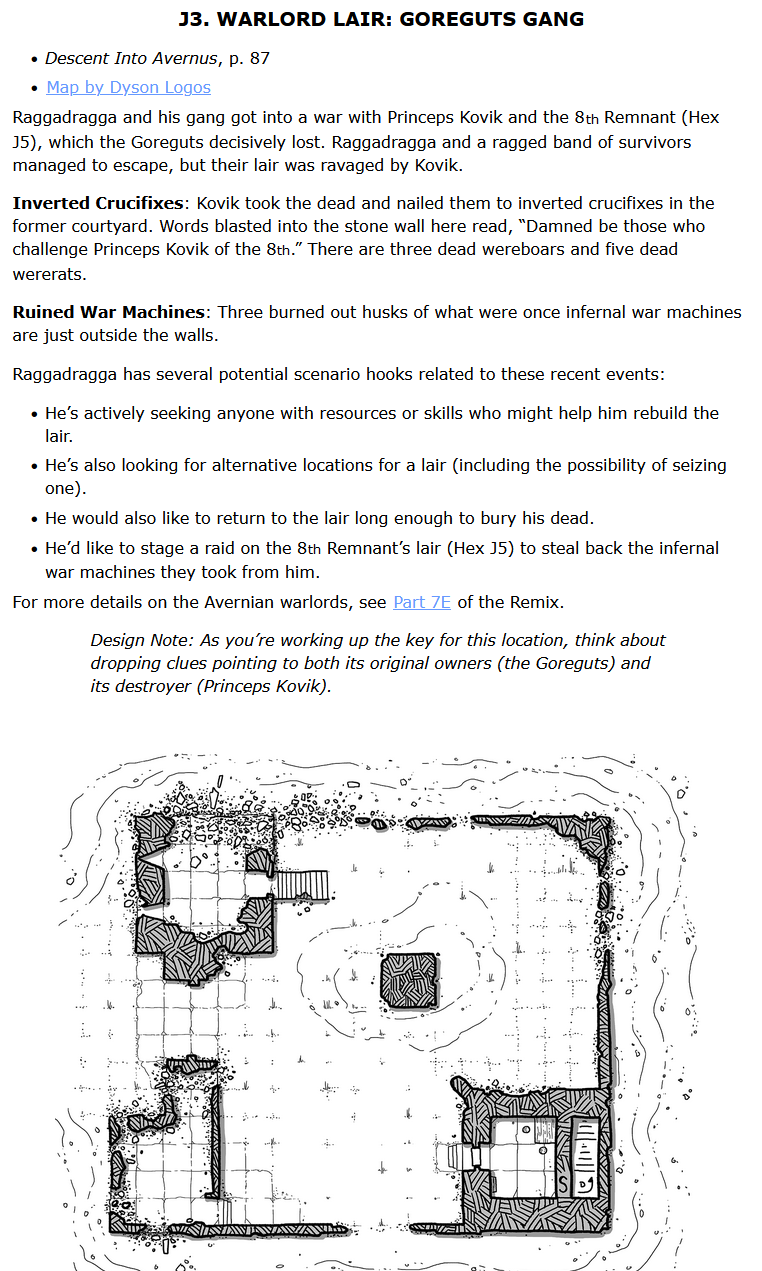 J3. WARLORD LAIR: GOREGUTS GANG
• Descent Into Avernus, p. 87
• Map by Dyson Logos
Raggadragga and his gang got into a war with Princeps Kovik and the 8th Remnant (Hex
J5), which the Goreguts decisively lost. Raggadragga and a ragged band of survivors
managed to escape, but their lair was ravaged by Kovik.
Inverted Crucifixes: Kovik took the dead and nailed them to inverted crucifixes in the
former courtyard. Words blasted into the stone wall here read, “Damned be those who
challenge Princeps Kovik of the 8th.” There are three dead wereboars and five dead
wererats.
Ruined War Machines: Three burned out husks of what were once infernal war machines
are just outside the walls.
Raggadragga has several potential scenario hooks related to these recent events:
• He’s actively seeking anyone with resources or skills who might help him rebuild the
lair.
• He’s also looking for alternative locations for a lair (including the possibility of seizing
one).
• He would also like to return to the lair long enough to bury his dead.
• He’d like to stage a raid on the 8th Remnant’s lair (Hex J5) to steal back the infernal
war machines they took from him.
For more details on the Avernian warlords, see Part 7E of the Remix.
Design Note: As you’re working up the key for this location, think about
dropping clues pointing to both its original owners (the Goreguts) and
its destroyer (Princeps Kovik).
S